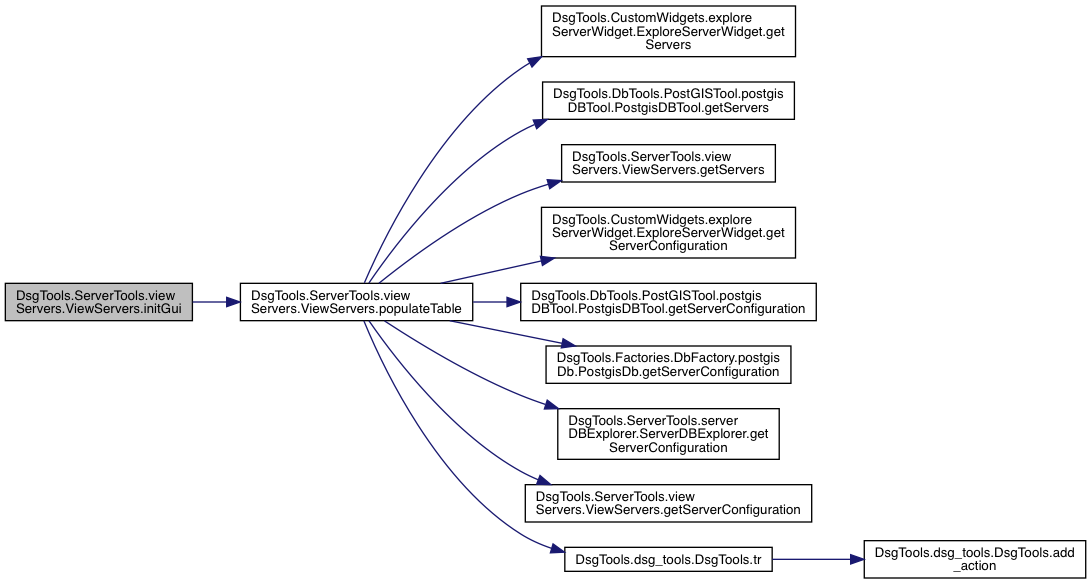 DsgTools.CustomWidgets.explore
ServerWidget.ExploreServerWidget.get
Servers
DsgTools.DbTools.PostGISTool.postgis
DBTool.PostgisDBTool.getServers
DsgTools.ServerTools.view
Servers.ViewServers.getServers
DsgTools.CustomWidgets.explore
ServerWidget.ExploreServerWidget.get
ServerConfiguration
DsgTools.ServerTools.view
Servers.ViewServers.initGui
DsgTools.ServerTools.view
Servers.ViewServers.populateTable
DsgTools.DbTools.PostGISTool.postgis
DBTool.PostgisDBTool.getServerConfiguration
DsgTools.Factories.DbFactory.postgis
Db.PostgisDb.getServerConfiguration
DsgTools.ServerTools.server
DBExplorer.ServerDBExplorer.get
ServerConfiguration
DsgTools.ServerTools.view
Servers.ViewServers.getServerConfiguration
DsgTools.dsg_tools.DsgTools.tr
DsgTools.dsg_tools.DsgTools.add
_action